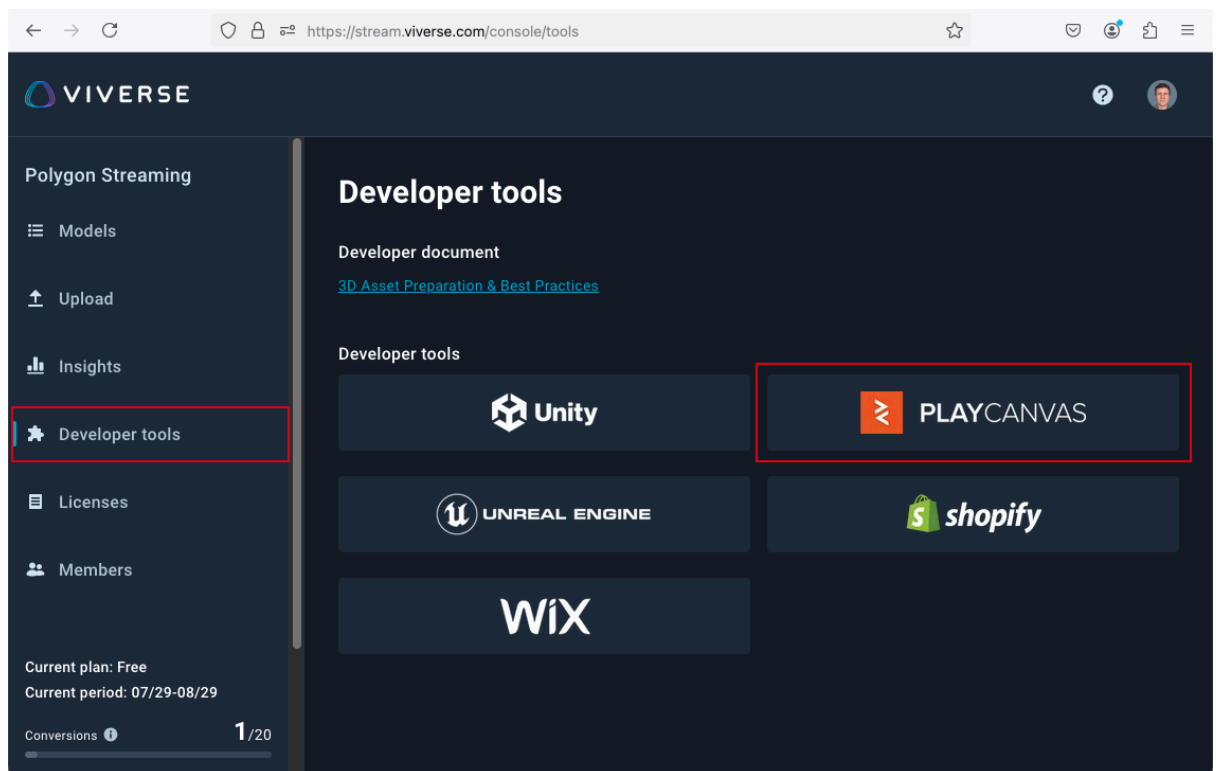 https://stream.viverse.com/console/tools
VIVERSE
?
Polygon Streaming
Models
Upload
Insights
Developer tools
Licenses
Members
Current plan: Free
Current period: 07/29-08/29
Conversions i 1/20
Developer tools
Developer document
3D Asset Preparation & Best Practices
Developer tools
Unity
PLAYCANVAS
UNREAL ENGINE
shopify
WiX